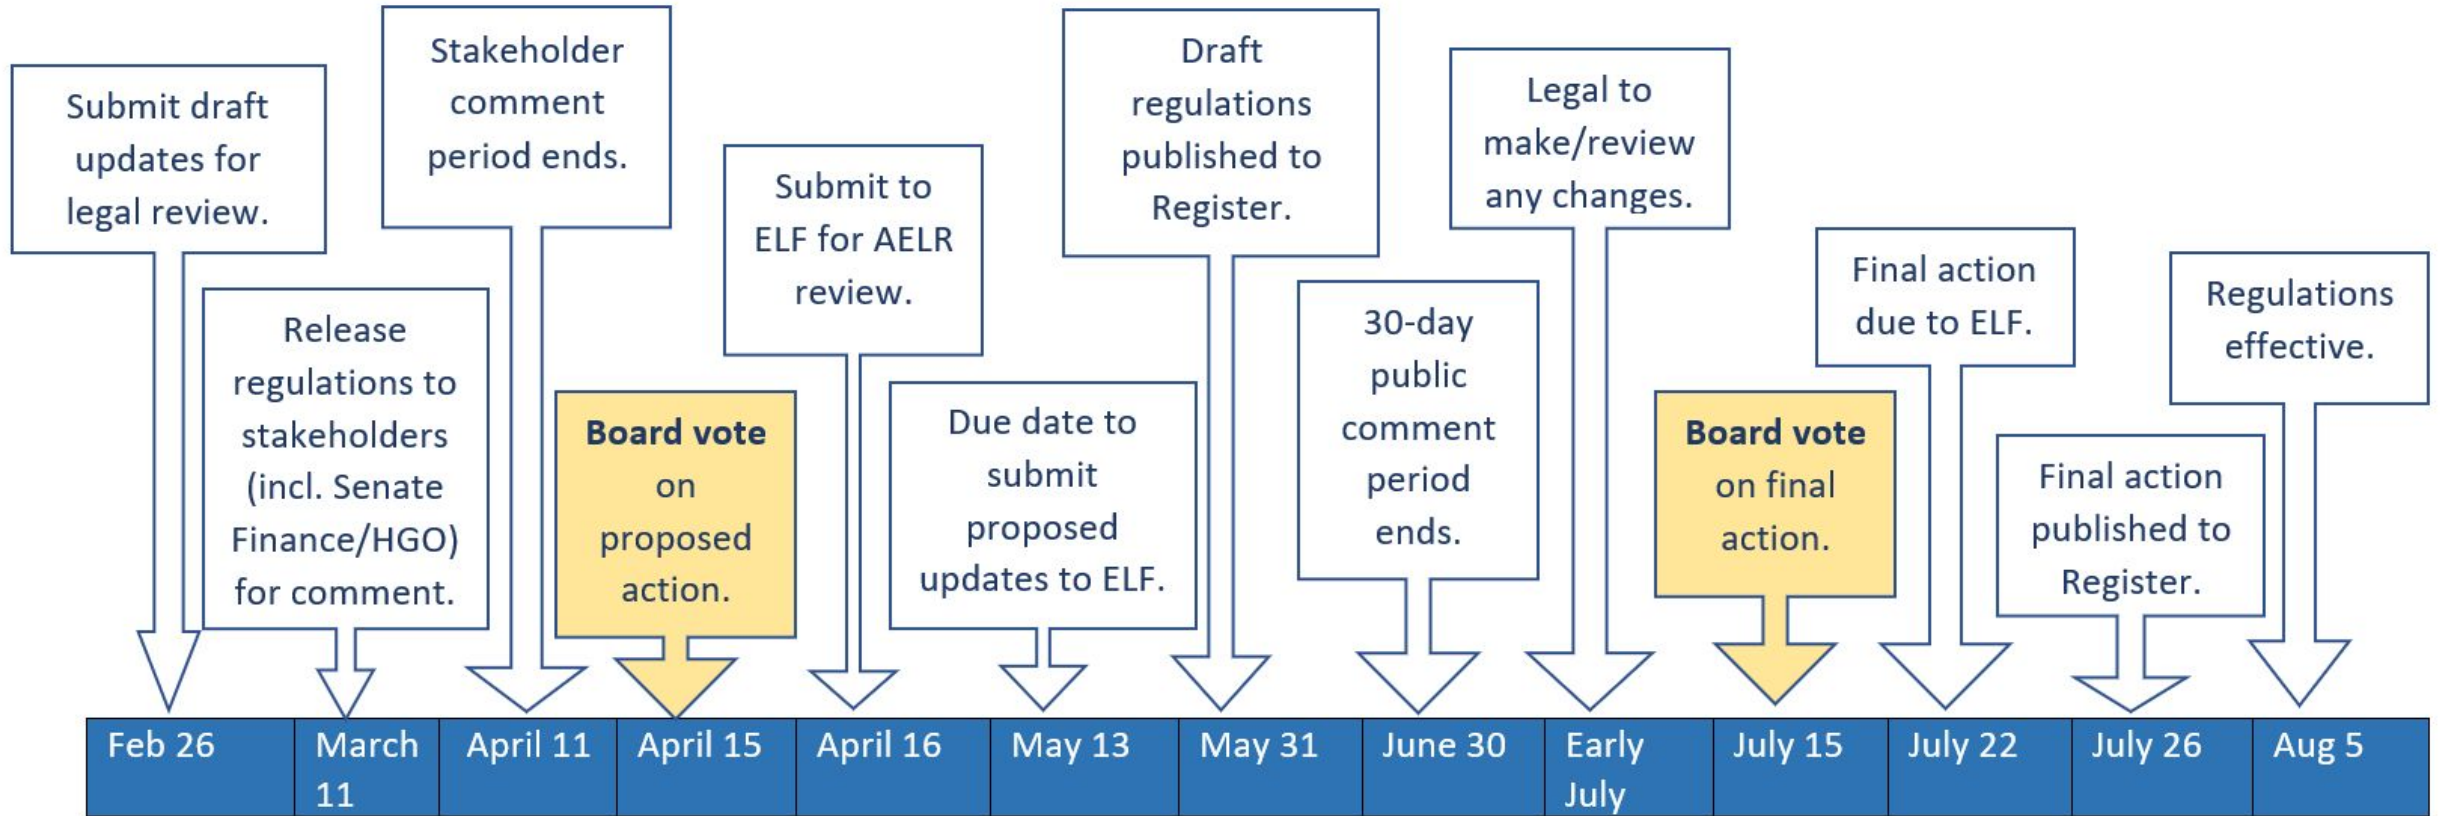 Submit draft
updates for
legal review.
Release
regulations to
stakeholders
(incl. Senate
Finance/HGO)
for comment.
Stakeholder
comment
period ends.
Board vote
on
proposed
action.
Submit to
ELF for AELR
review.
Due date to
submit
proposed
updates to ELF.
Draft
regulations
published to
Register.
30-day
public
comment
period
ends.
Legal to
make/review
any changes.
Board vote
on final
action.
Final action
due to ELF.
Final action
published to
Register.
Regulations
effective.
Feb 26
March
11
April 11
April 15
April 16
May 13
May 31
June 30
Early
July
July 15
July 22
July 26
Aug 5